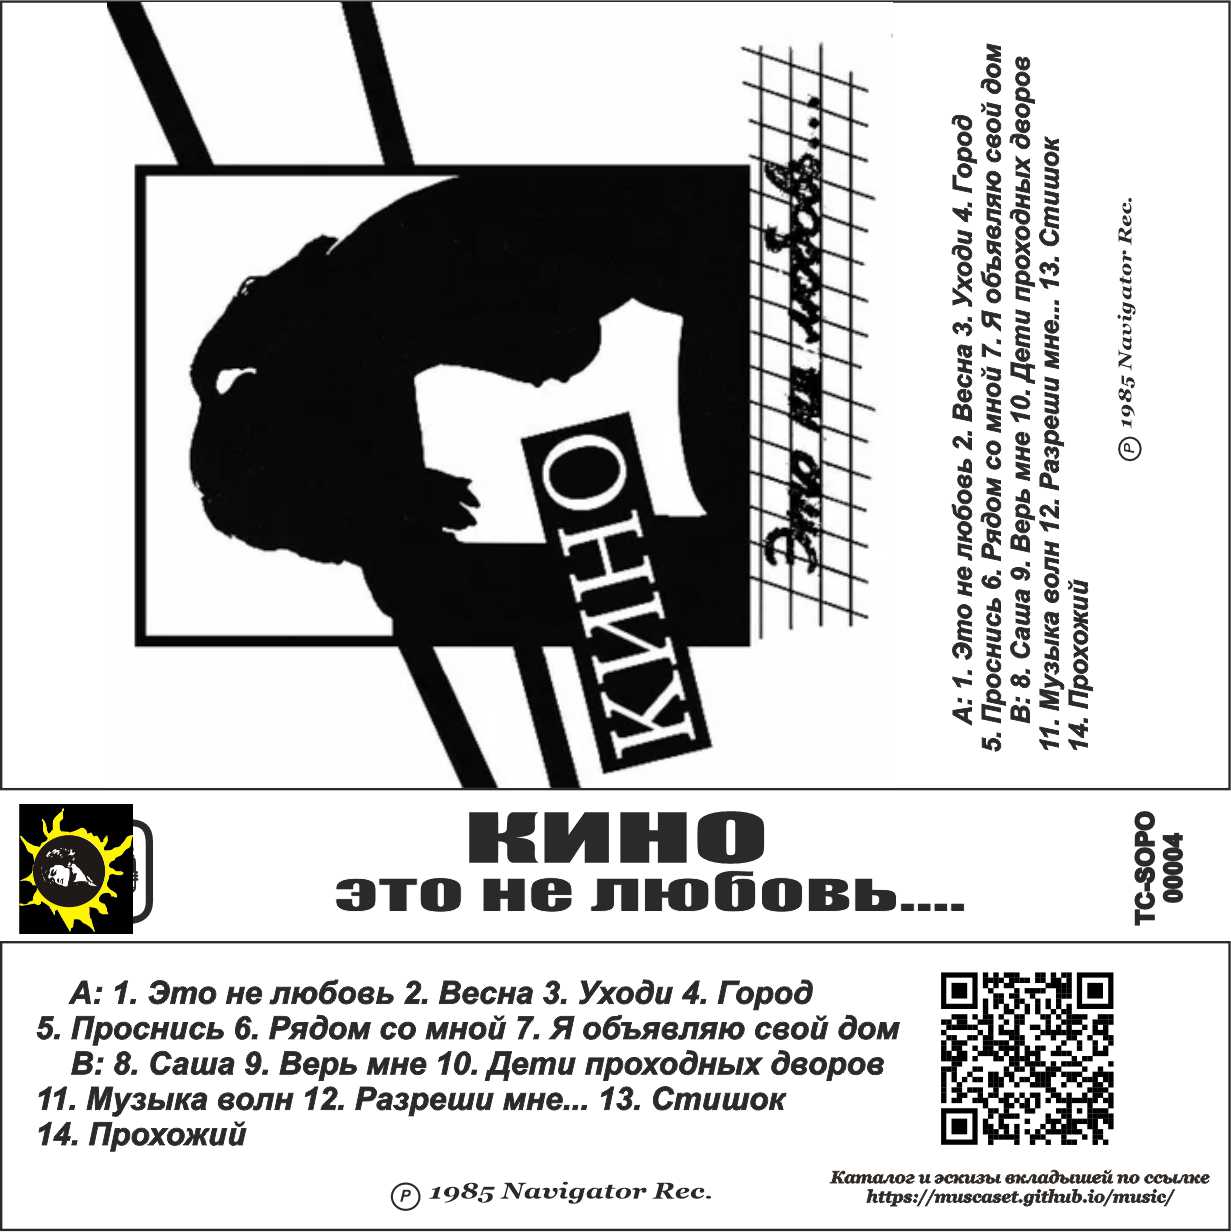 КИНО
Это не любовь...
А: 1. Это не любовь 2. Весна 3. Уходи 4. Город
5. Проснись 6. Рядом со мной 7. Я объявляю свой дом
В: 8. Саша 9. Верь мне 10. Дети проходных дворов
11. Музыка волн 12. Разреши мне... 13. Стишок
14. Прохожий
Ⓟ 1985 Navigator Rec.
КИНО
это не любовь....
TC-SOPO
00004
А: 1. Это не любовь 2. Весна 3. Уходи 4. Город
5. Проснись 6. Рядом со мной 7. Я объявляю свой дом
В: 8. Саша 9. Верь мне 10. Дети проходных дворов
11. Музыка волн 12. Разреши мне... 13. Стишок
14. Прохожий
Ⓟ 1985 Navigator Rec.
Каталог и эскизы вкладышей по ссылке
https://muscaset.github.io/music/